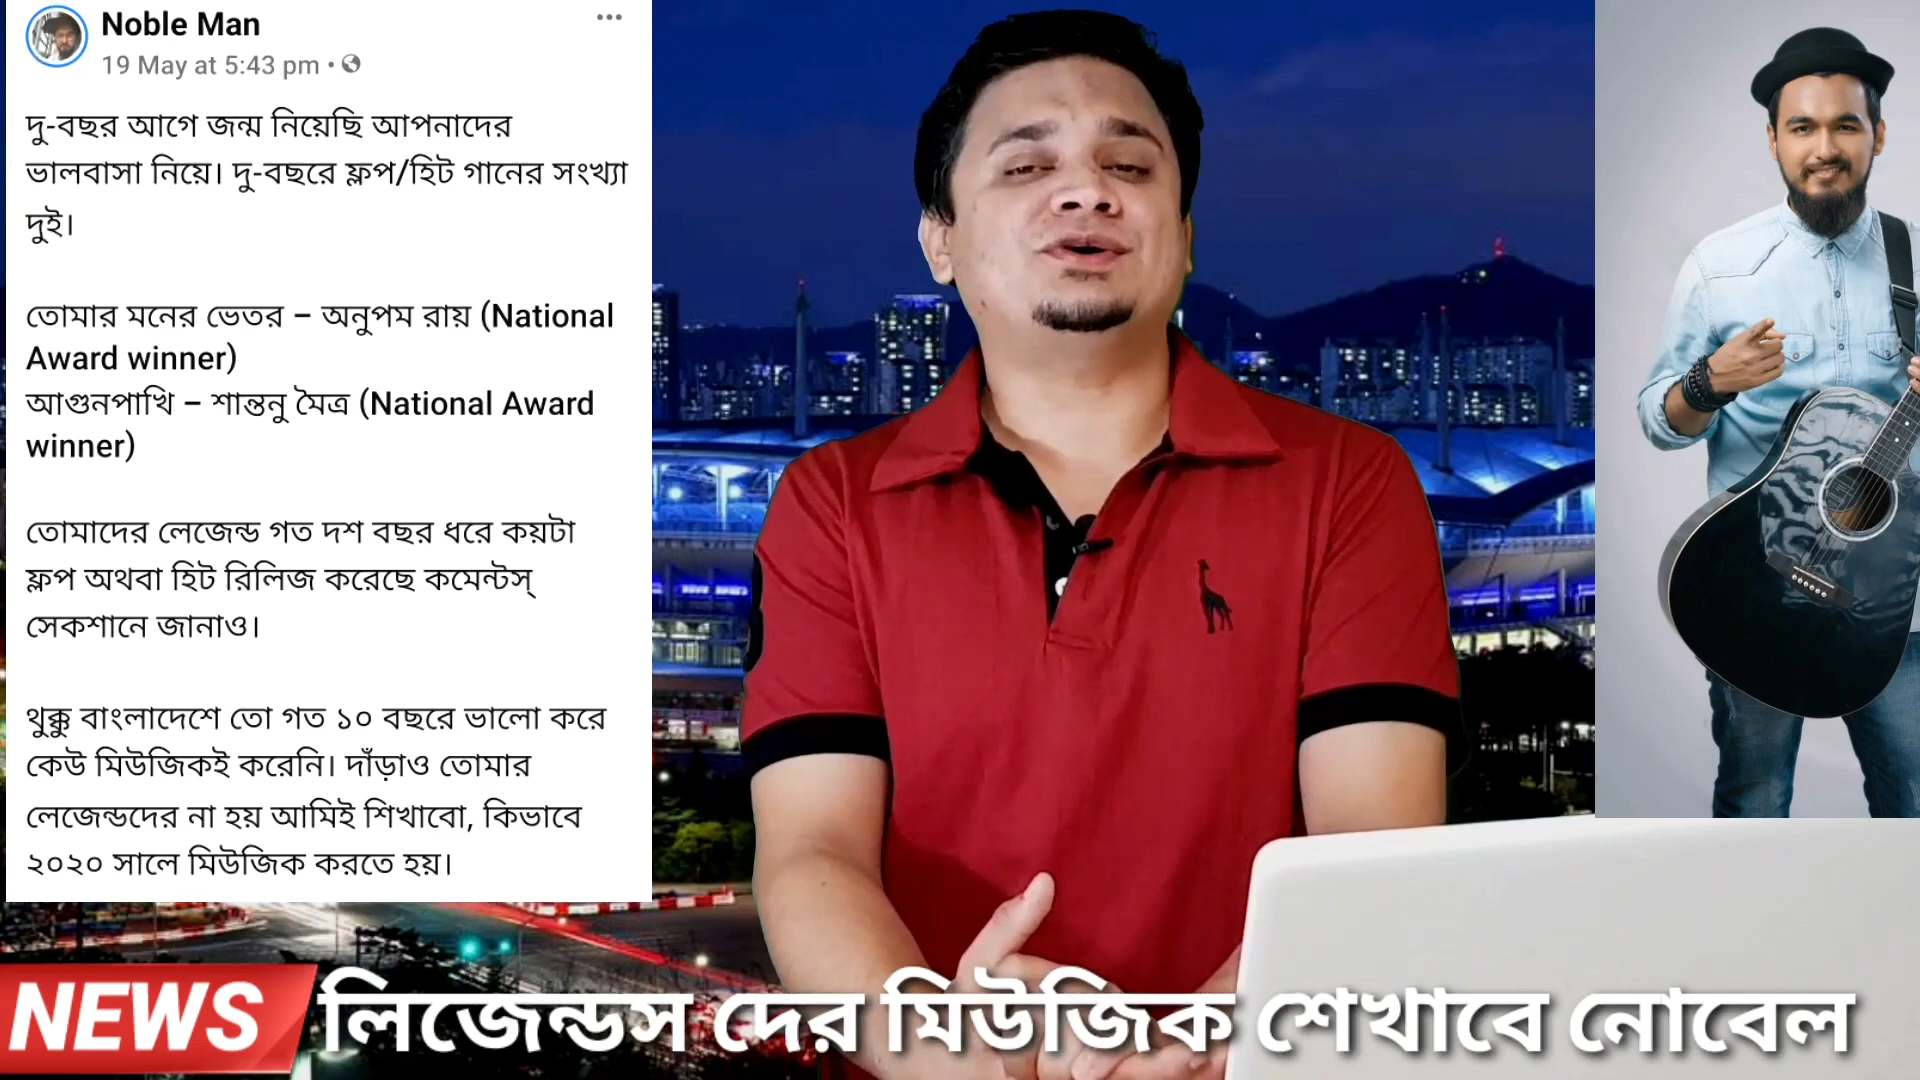 Noble Man
19 May at 5:43 pm •
দু-বছর আগে জন্ম নিয়েছি আপনাদের
ভালবাসা নিয়ে। দু-বছরে ফ্লপ/হিট গানের সংখ্যা
দুই।
তোমার মনের ভেতর – অনুপম রায় (National
Award winner)
আগুনপাখি – শান্তনু মৈত্র (National Award
winner)
তোমাদের লেজেন্ড গত দশ বছর ধরে কয়টা
ফ্লপ অথবা হিট রিলিজ করেছে কমেন্টস্
সেকশানে জানাও।
থুক্কু বাংলাদেশে তো গত ১০ বছরে ভালো করে
কেউ মিউজিকই করেনি। দাঁড়াও তোমার
লেজেন্ডদের না হয় আমিই শিখাবো, কিভাবে
২০২০ সালে মিউজিক করতে হয়।
NEWS লিজেন্ডস দের মিউজিক শেখাবে নোবেল